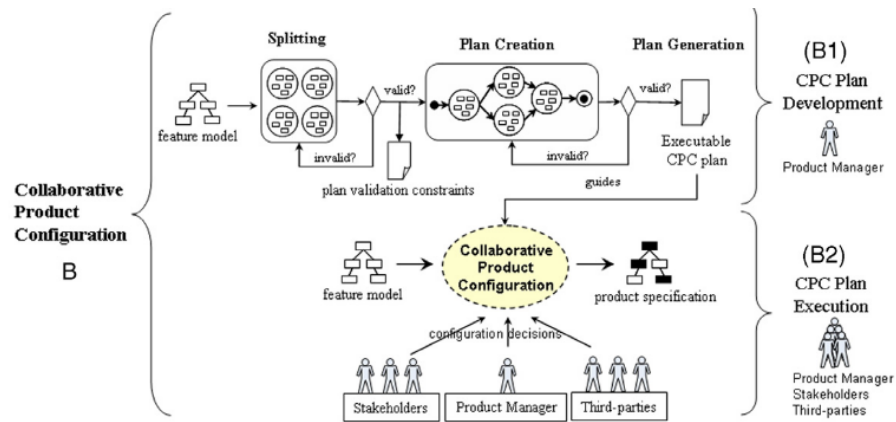 Splitting
Plan Creation
Plan Generation
(B1)
CPC Plan
Development
Product Manager
feature model
valid?
invalid?
plan validation constraints
valid?
invalid?
Executable
CPC plan
guides
Collaborative
Product
Configuration
B
feature model
Collaborative
Product
Configuration
product specification
configuration decisions
Stakeholders
Product Manager
Third-parties
(B2)
CPC Plan
Execution
Product Manager
Stakeholders
Third-parties